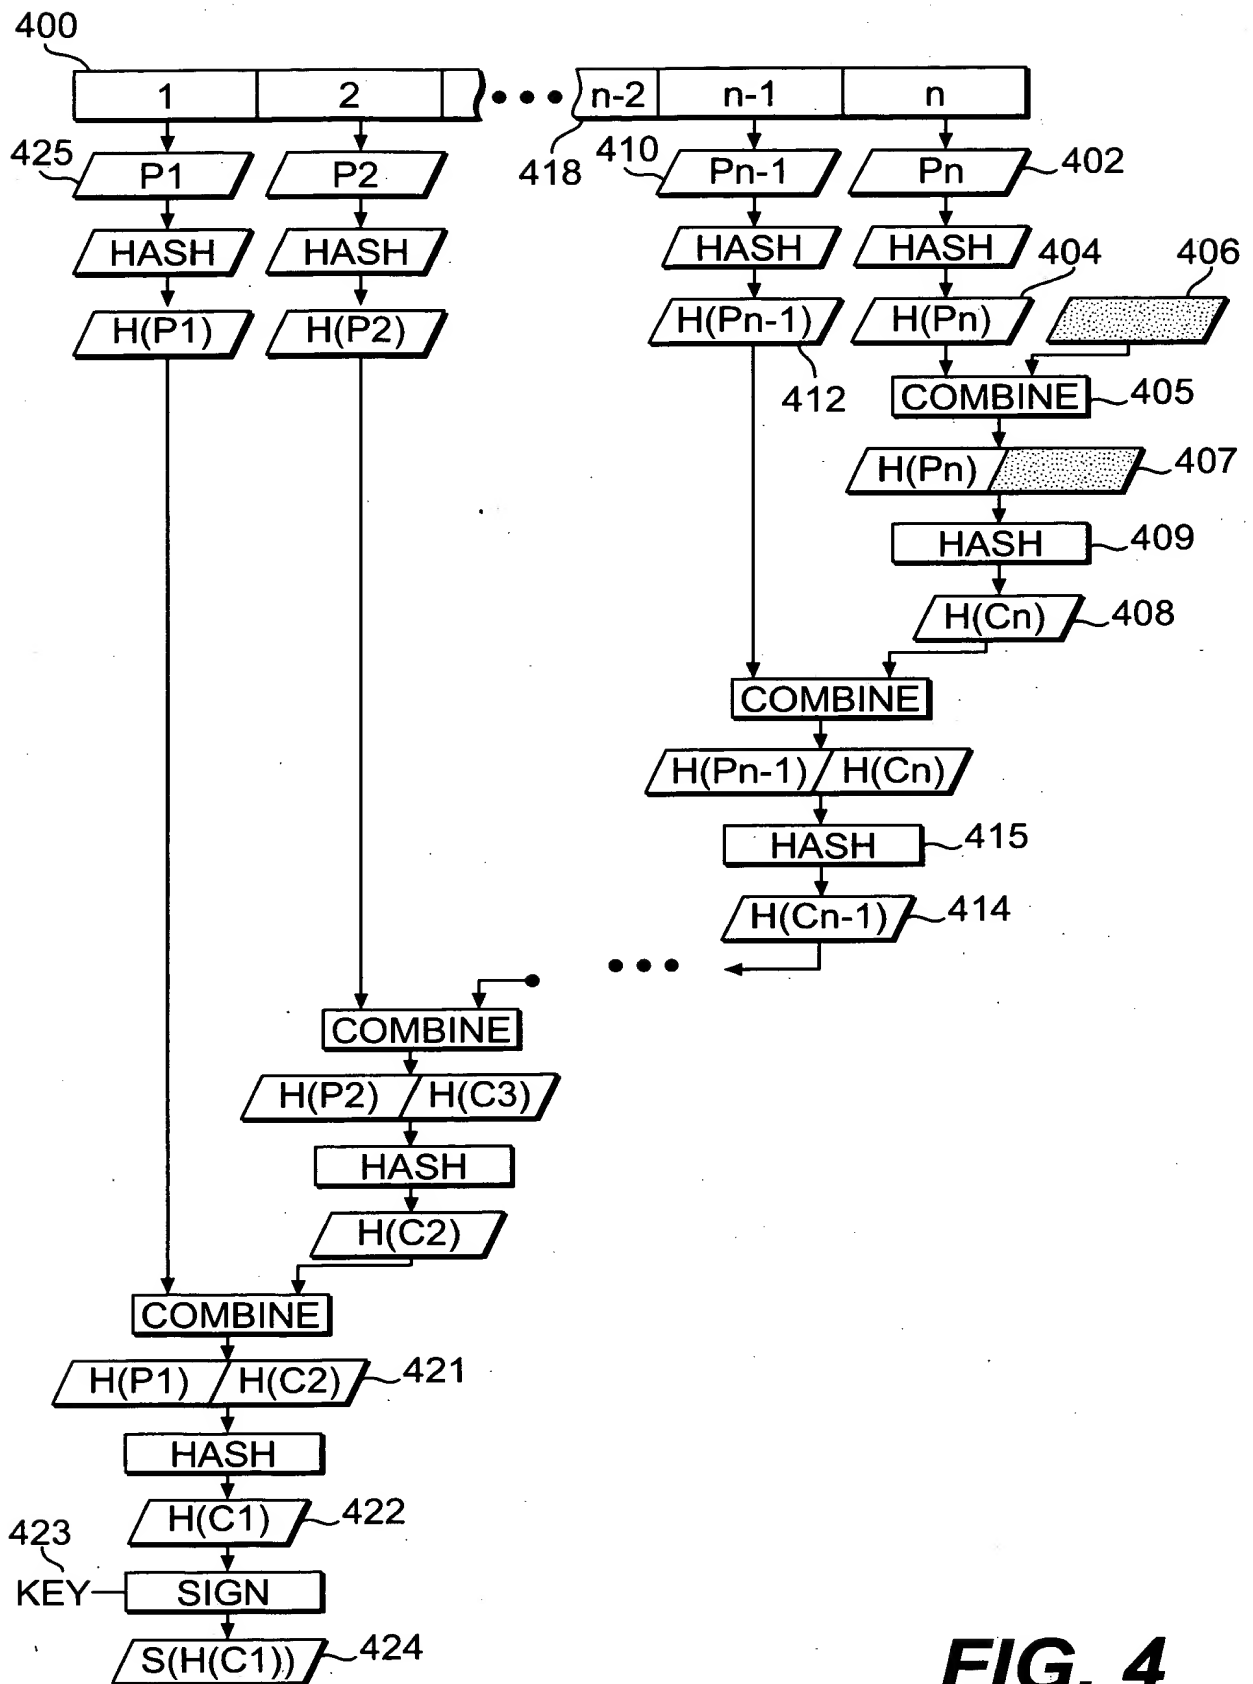 400
1 2 n-2 n-1 n
425 418 410 402
P1 P2 Pn-1 Pn
HASH HASH HASH HASH
404 406
H(P1) H(P2) H(Pn-1) H(Pn)
412
COMBINE 405
H(Pn) 407
HASH 409
H(Cn) 408
COMBINE
H(Pn-1) H(Cn)
HASH 415
H(Cn-1) 414
COMBINE
H(P2) H(C3)
HASH
H(C2)
COMBINE
H(P1) H(C2) 421
HASH
H(C1) 422
423
KEY SIGN
S(H(C1)) 424
FIG. 4